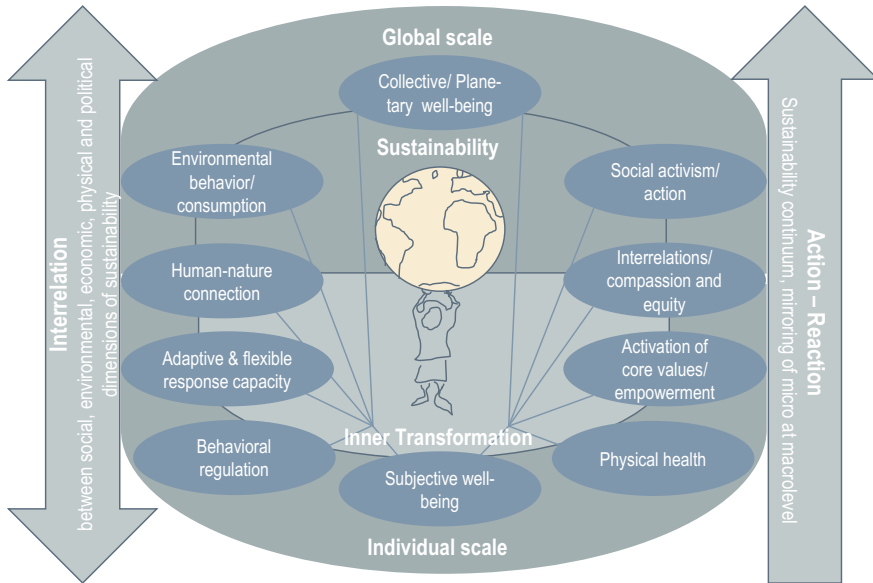 Global scale
Collective/ Plane-
tary well-being
Sustainability
Environmental
behavior/
consumption
Social activism/
action
Human-nature
connection
Interrelations/
compassion and
equity
Adaptive & flexible
response capacity
Activation of
core values/
empowerment
Behavioral
regulation
Inner Transformation
Physical health
Subjective well-
being
Individual scale
Interrelation
between social, environmental, economic, physical and political
dimensions of sustainability
Action – Reaction
Sustainability continuum, mirroring of micro at macrolevel